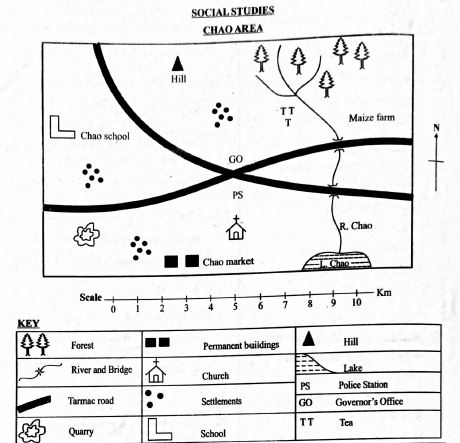 SOCIAL STUDIES
CHAO AREA
Hill
T T
T
Maize farm
N
Chao school
GO
PS
R. Chao
Chao market
L. Chao
Scale
Km
0 1 2 3 4 5 6 7 8 9 10
KEY
Forest
Permanent buiildings
Hill
River and Bridge
Church
Lake
PS Police Station
Tarmac road
Settlements
GO Governor's Office
Quarry
School
T T Tea